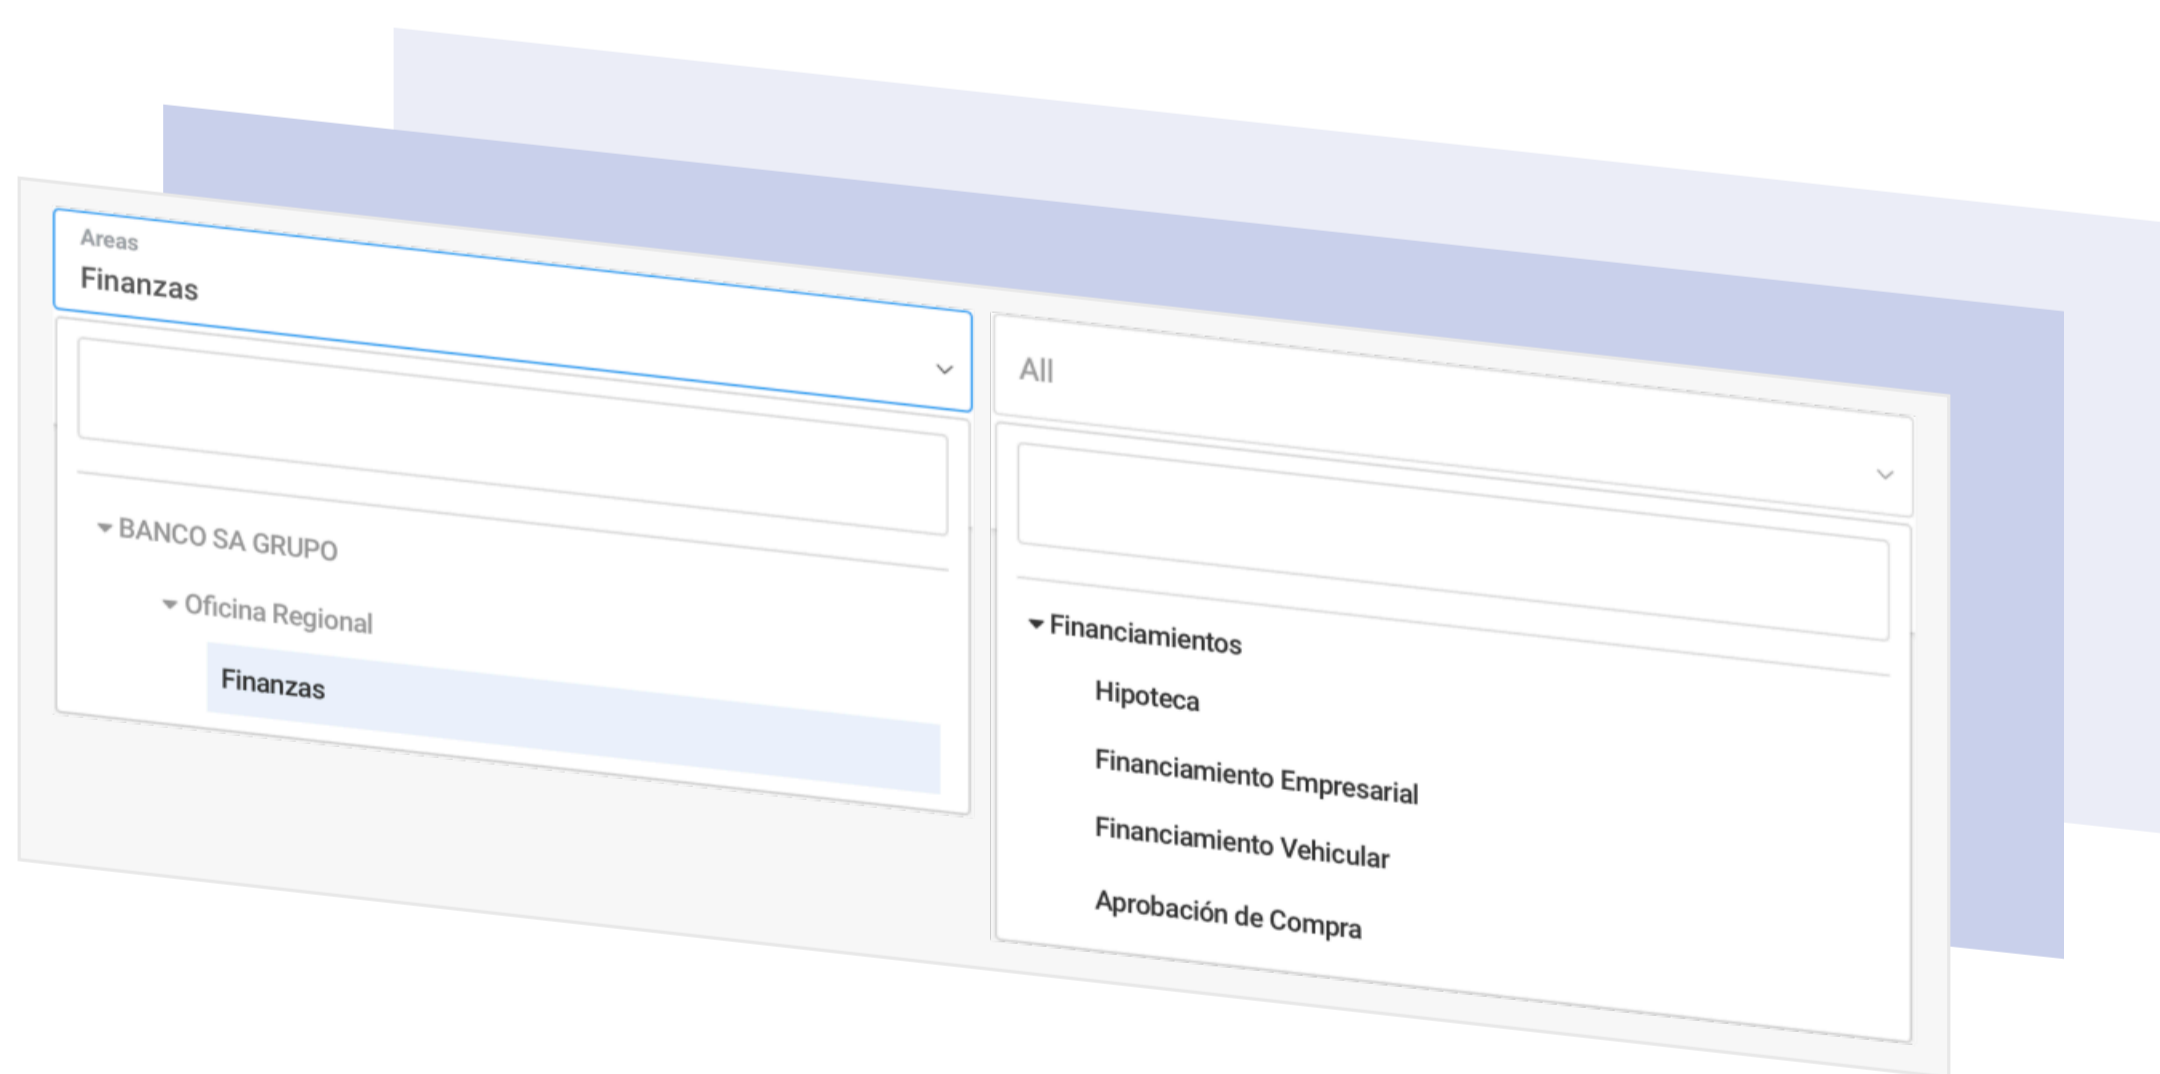 Areas
Finanzas
BANCO SA GRUPO
Oficina Regional
Finanzas
All
Financiamientos
Hipoteca
Financiamiento Empresarial
Financiamiento Vehicular
Aprobación de Compra